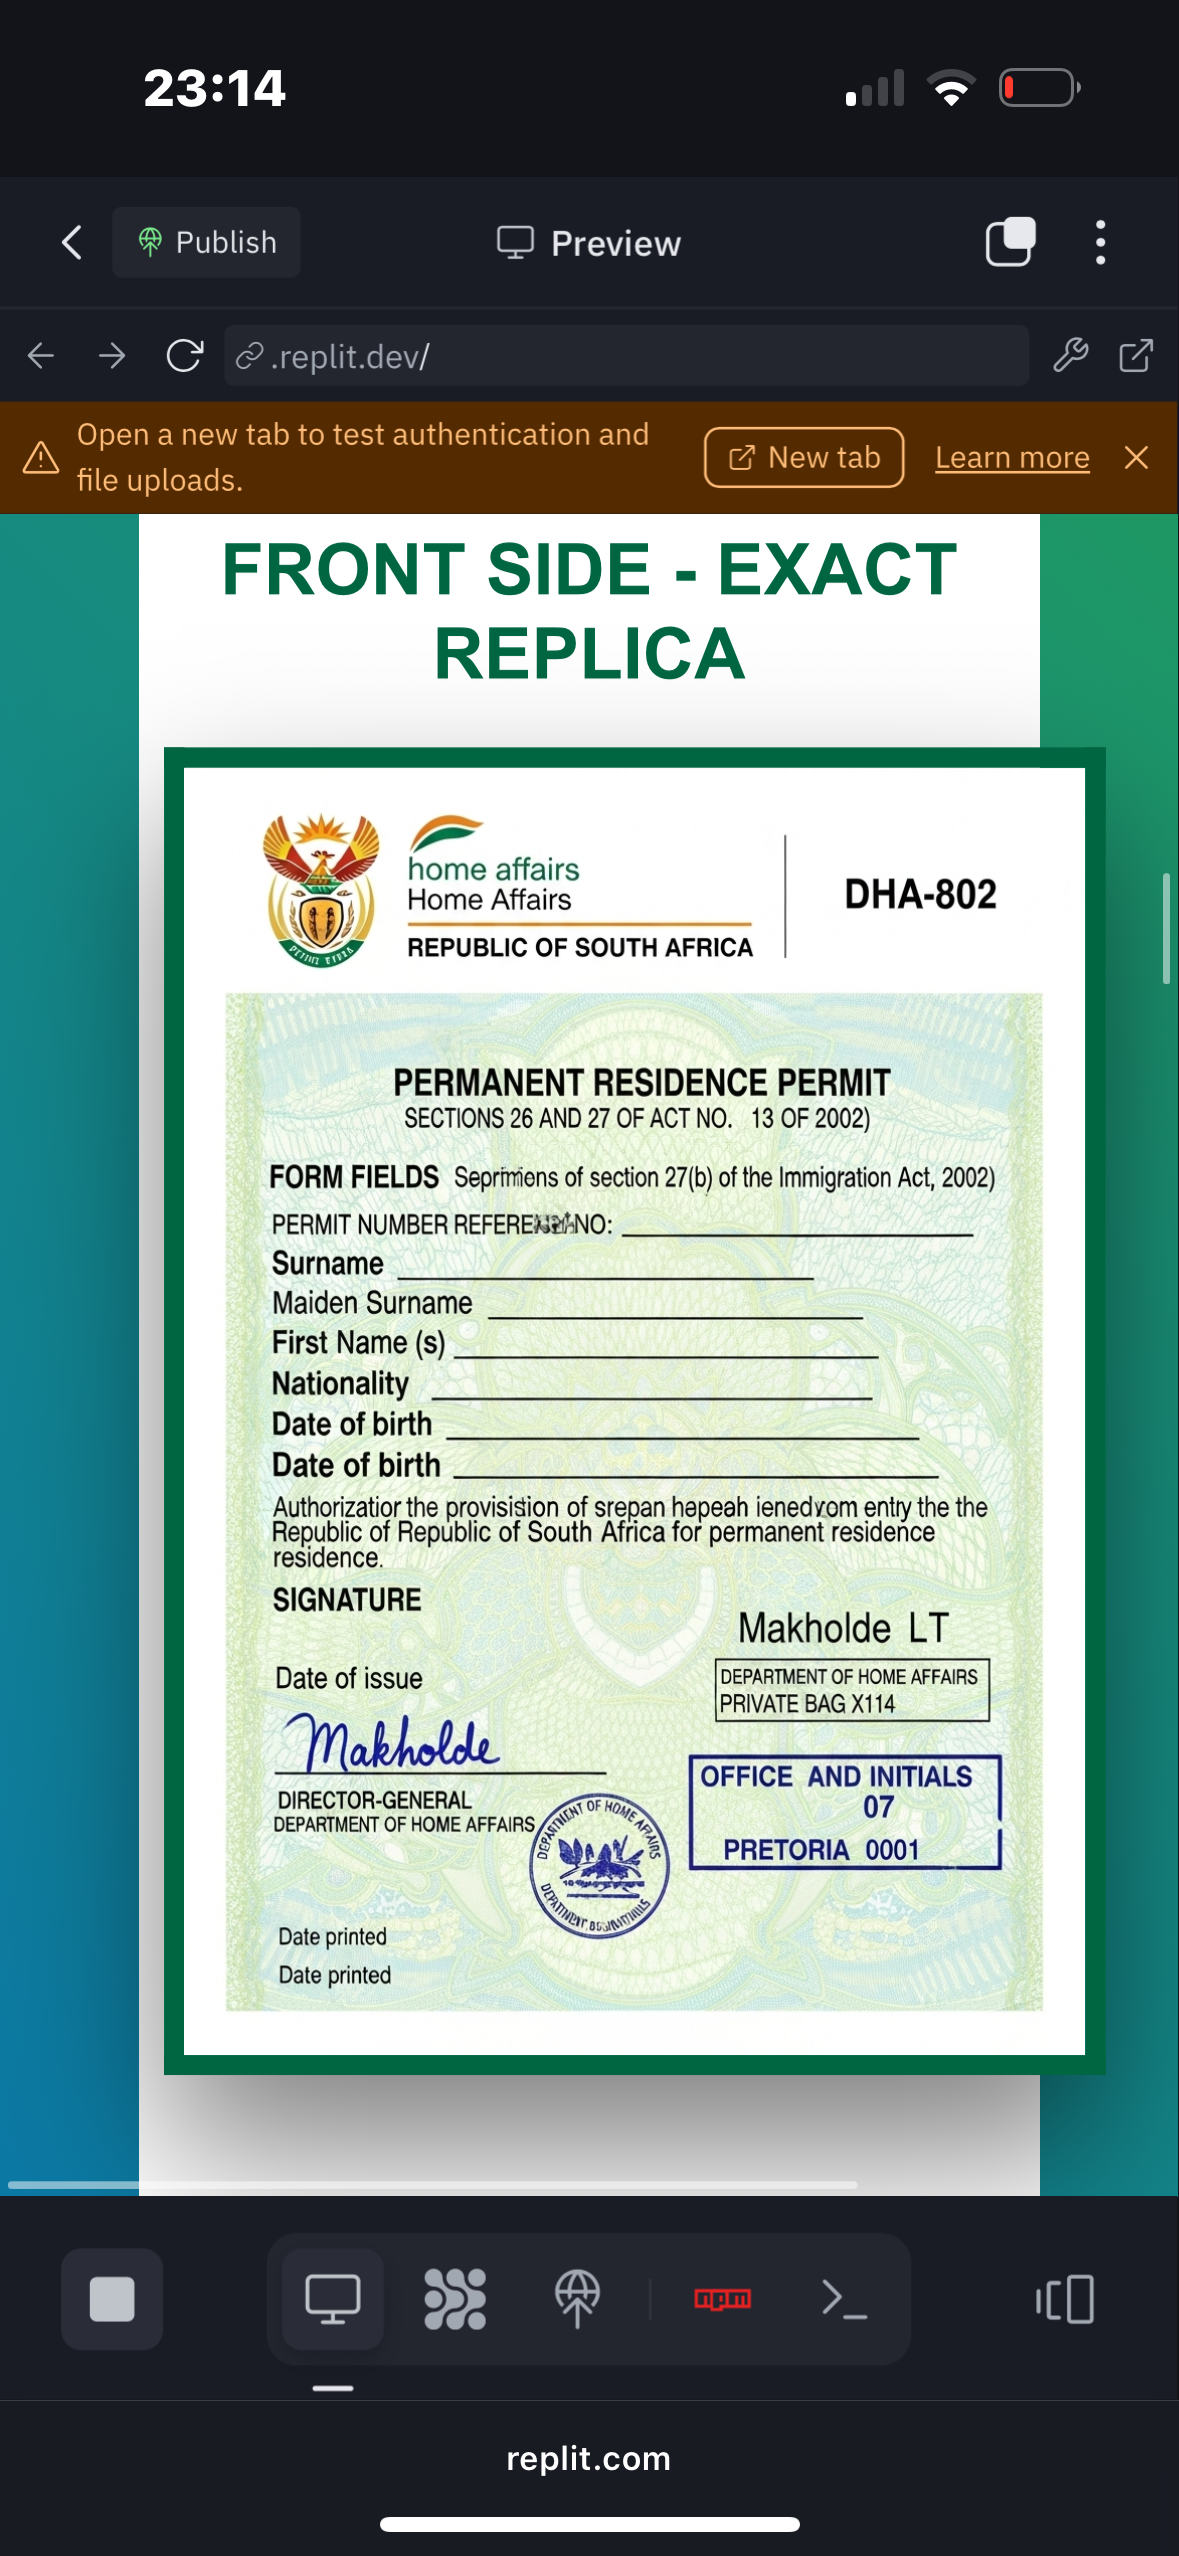 23:14
Publish
Preview
.replit.dev/
Open a new tab to test authentication and
file uploads.
New tab
Learn more
FRONT SIDE - EXACT
REPLICA
home affairs
Home Affairs
REPUBLIC OF SOUTH AFRICA
DHA-802
PERMANENT RESIDENCE PERMIT
SECTIONS 26 AND 27 OF ACT NO. 13 OF 2002)
FORM FIELDS of section 27(b) of the Immigration Act, 2002)
PERMIT NUMBER NO:
Surname
Maiden Surname
First Name (s)
Nationality
Date of birth
Date of birth
the provisistion of srepan hepeah entry the the
Republic of Republic of South Africa for permanent residence
residence.
SIGNATURE
Makholde LT
Date of issue
DEPARTMENT OF HOME AFFAIRS
PRIVATE BAG X114
Makholde
DIRECTOR-GENERAL
DEPARTMENT OF HOME AFFAIRS
DEPARTMENT OF HOME AFFAIRS
OFFICE AND INITIALS
07
PRETORIA 0001
Date printed
Date printed
npm
replit.com